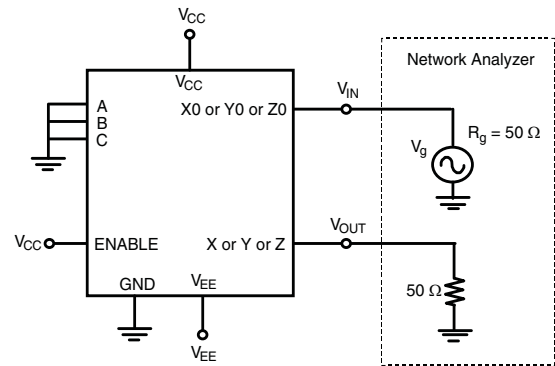 VCC
Network Analyzer
VCC
A
B
C
X0 or Y0 or Z0
VIN
Vg
Rg = 50 Ω
VCC
ENABLE
X or Y or Z
VOUT
GND
VEE
50 Ω
VEE